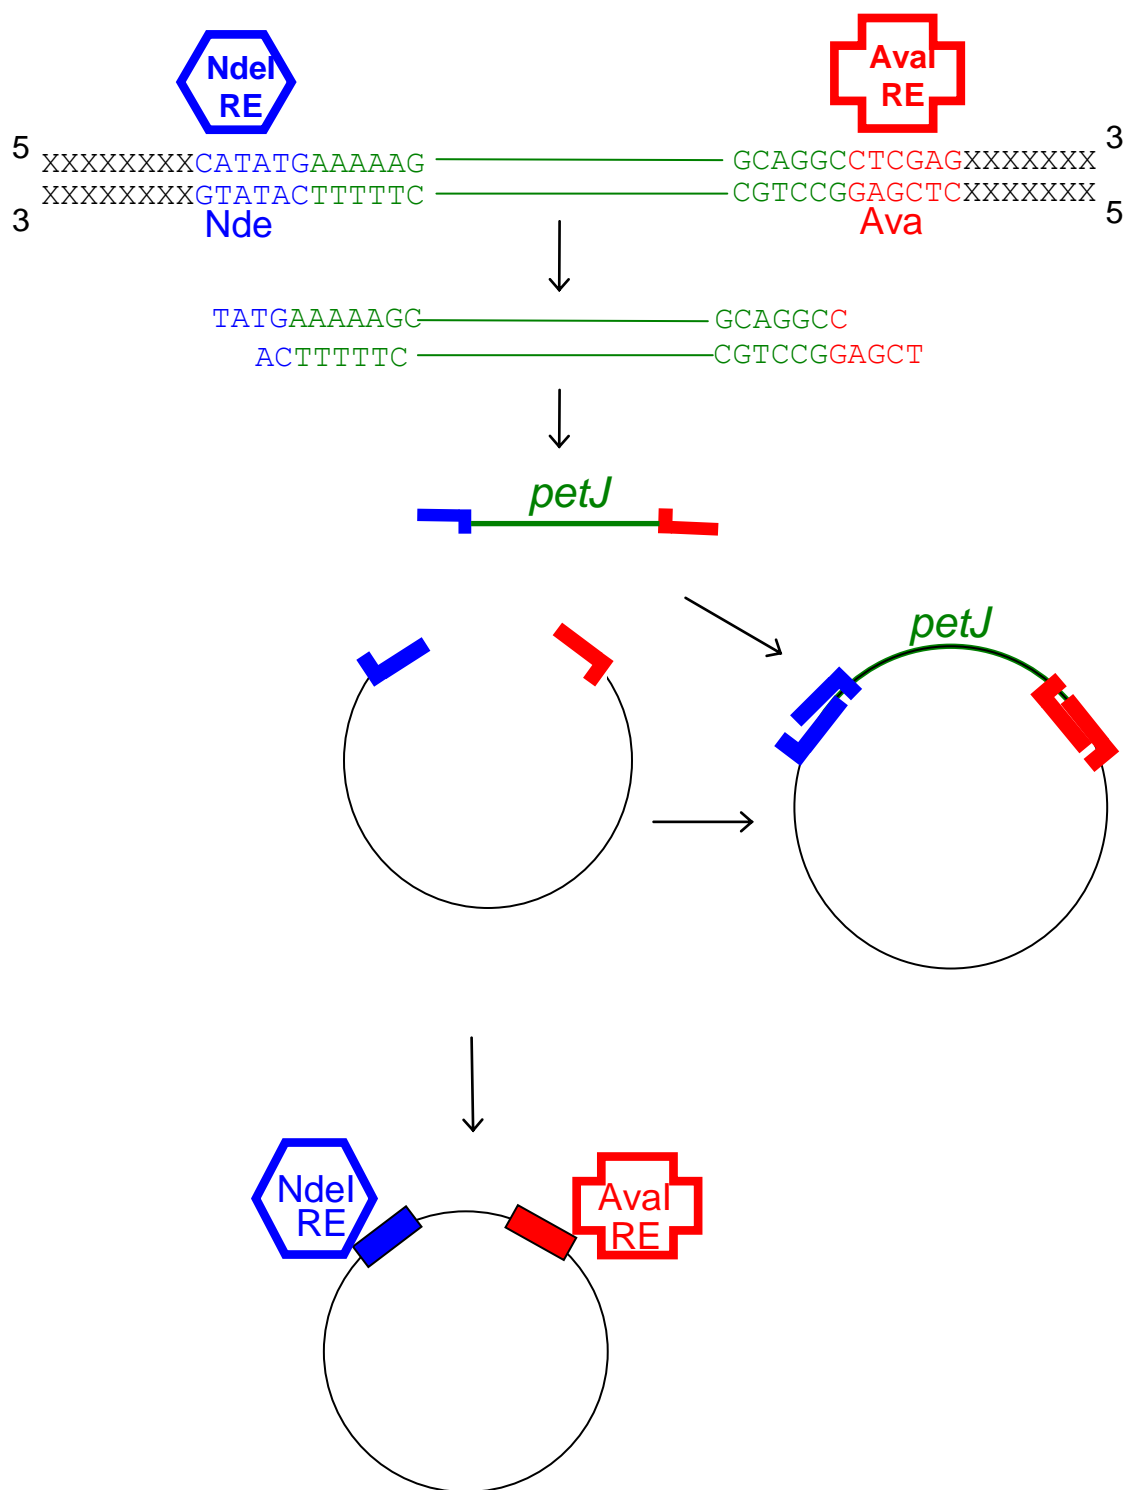 NdeI
RE
AvaI
RE
5
XXXXXXXXCATATGAAAAAG
GCAGGCCTCGAGXXXXXXX
3
XXXXXXXXGTATACTTTTTC
CGTCCGGAGCTCXXXXXXX
3
Nde
Ava
5
TATGAAAAAGC
GCAGGCC
ACTTTTTC
CGTCCGGAGCT
petJ
petJ
NdeI
RE
AvaI
RE